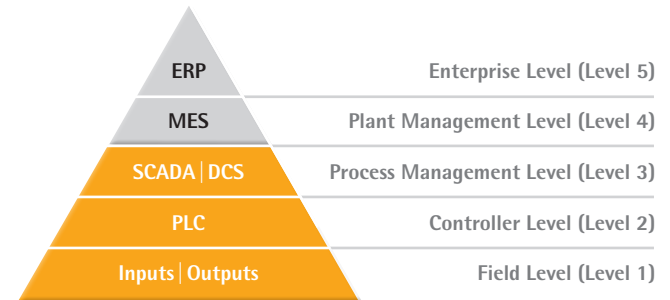 ERP Enterprise Level (Level 5)
MES Plant Management Level (Level 4)
SCADA | DCS Process Management Level (Level 3)
PLC Controller Level (Level 2)
Inputs | Outputs Field Level (Level 1)